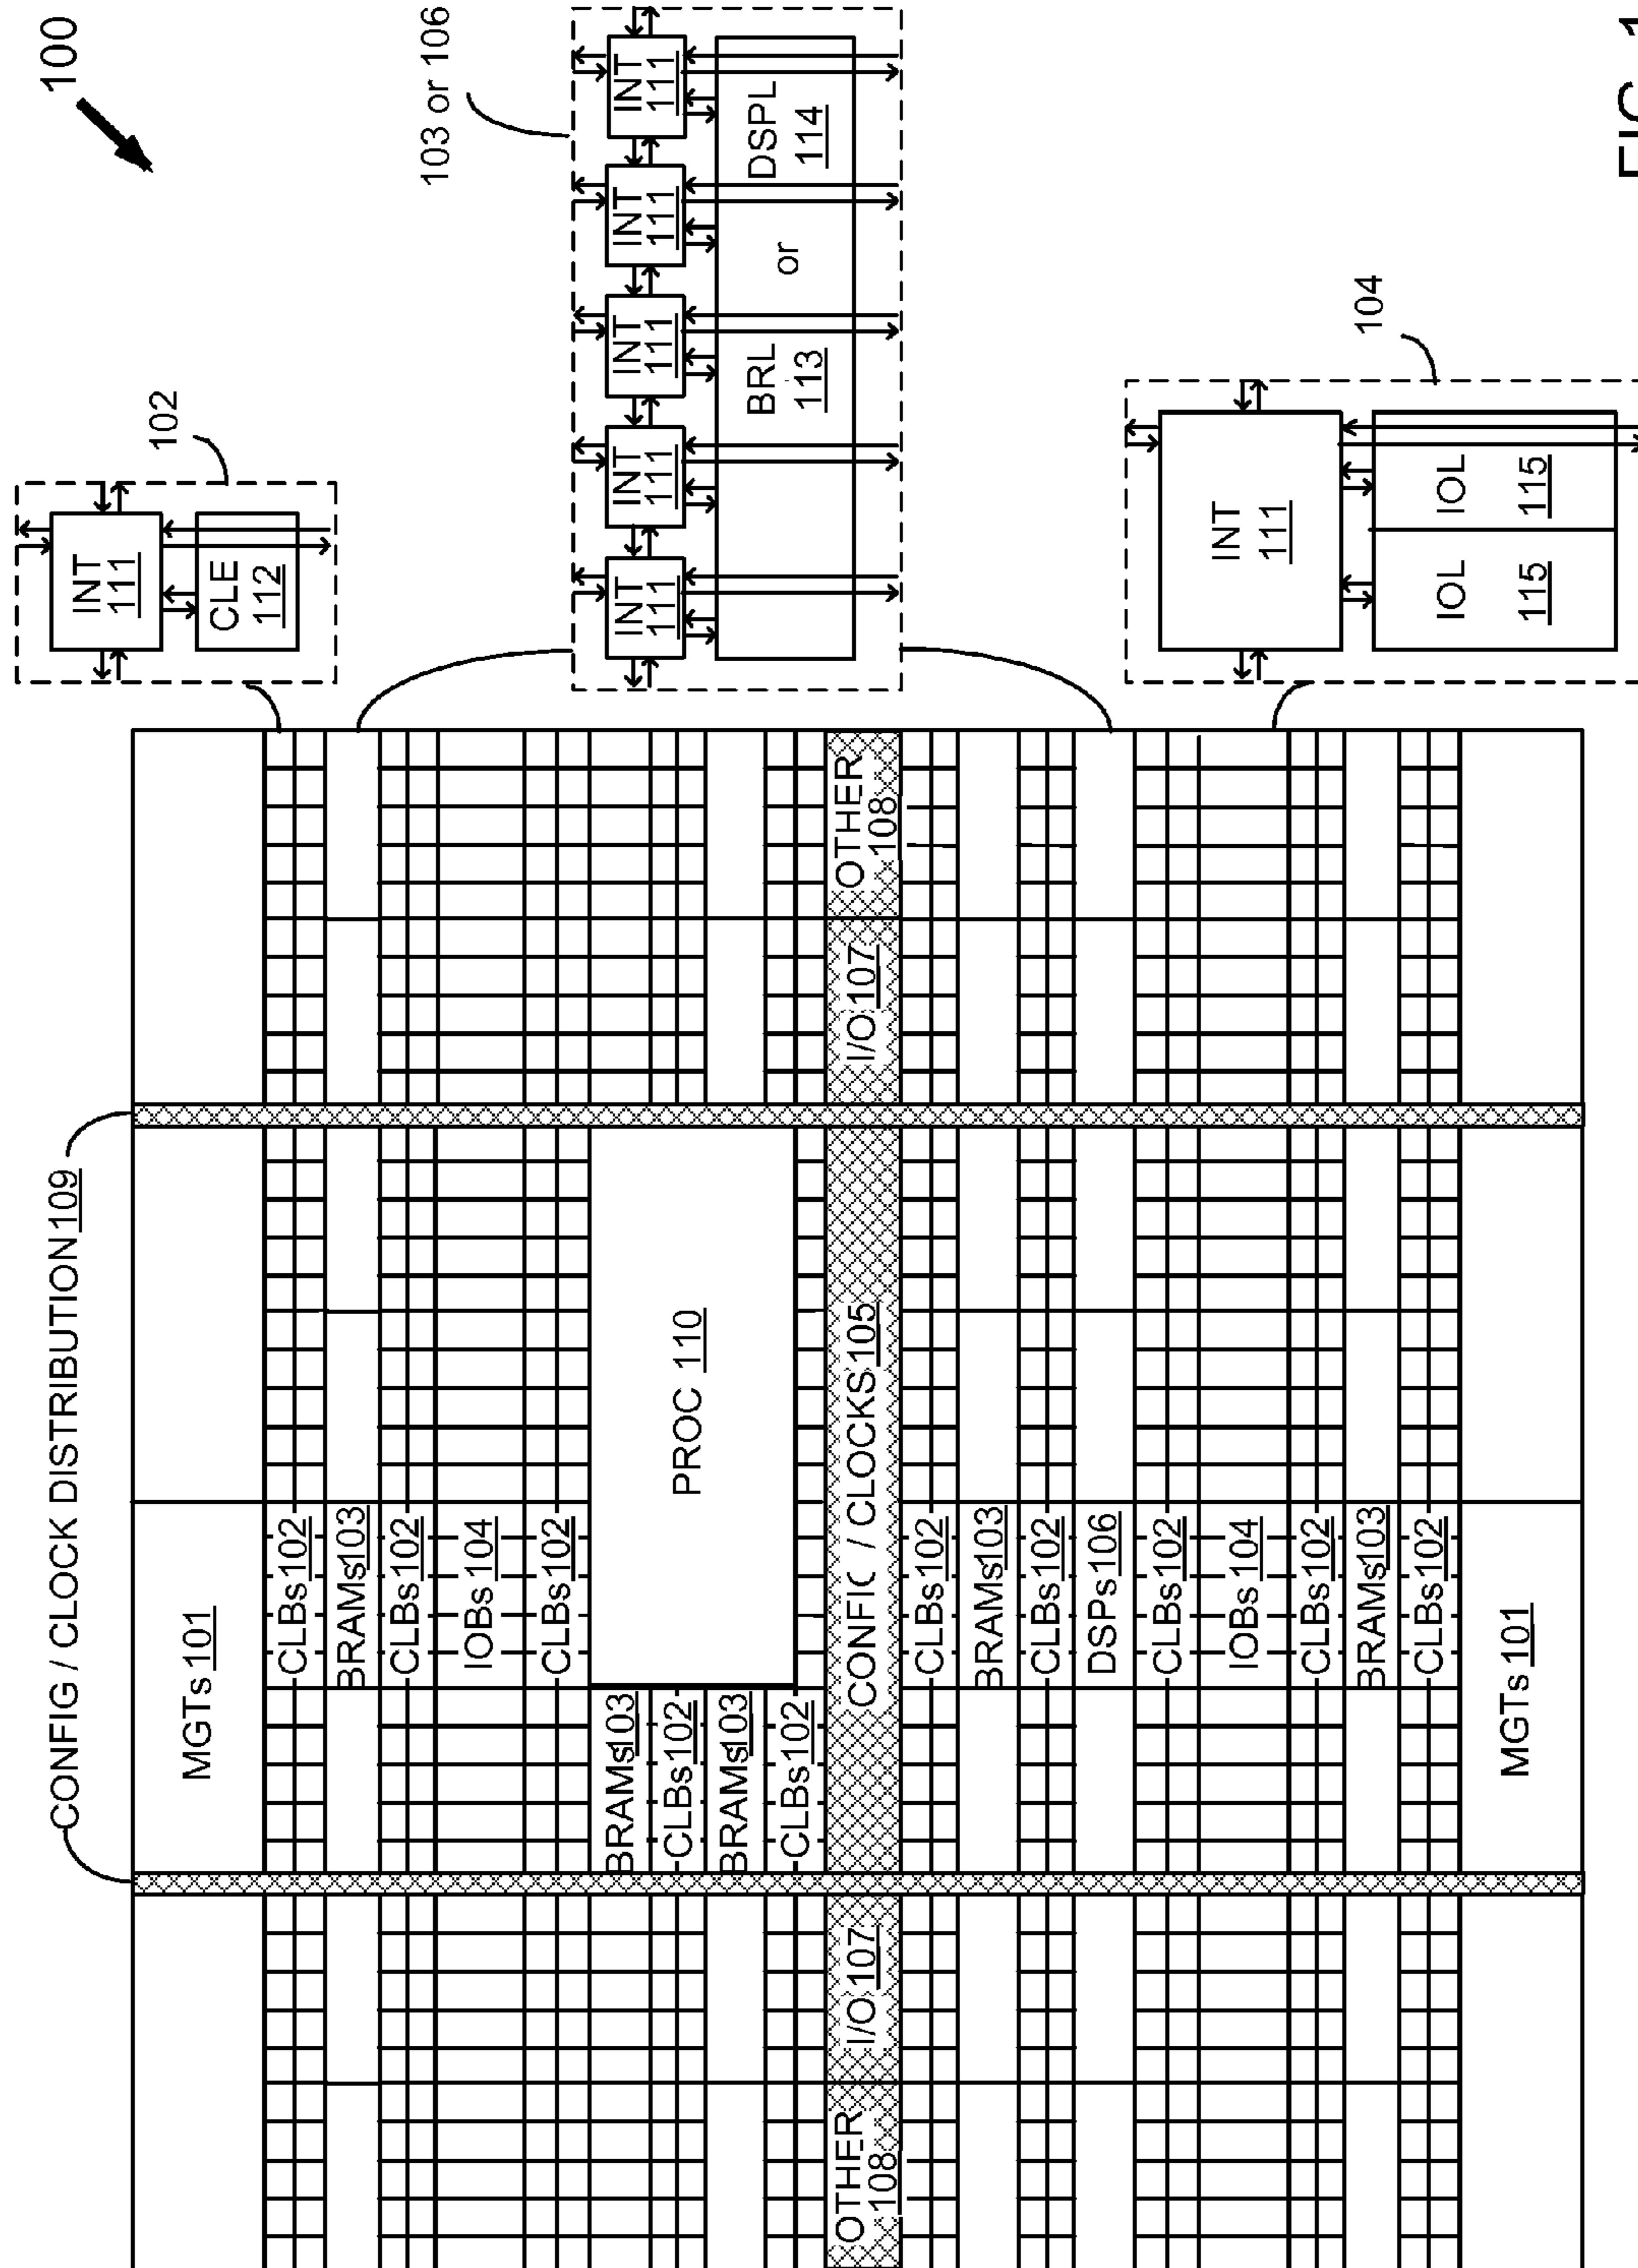 100
CONFIG / CLOCK DISTRIBUTION 109
MGTs 101
CLBs 102
BRAMs 103
CLBs 102
IOBs 104
CLBs 102
PROC 110
BRAMs 103
CLBs 102
BRAMs 103
CLBs 102
OTHER
108
I/O 107
CONFIG / CLOCKS 105
I/O 107
OTHER
108
CLBs 102
BRAMs 103
CLBs 102
DSPs 106
CLBs 102
IOBs 104
CLBs 102
BRAMs 103
CLBs 102
MGTs 101
102
INT
111
CLE
112
103 or 106
INT
111
INT
111
INT
111
INT
111
INT
111
BRL
113
or
DSPL
114
104
INT
111
IOL
115
IOL
115
FIG. 1